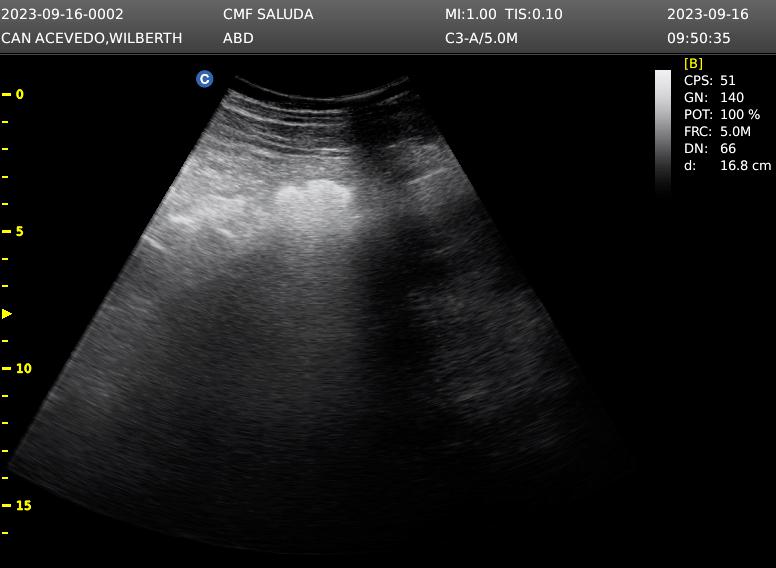 2023-09-16-0002 CMF SALUDA MI:1.00 TIS:0.10 2023-09-16
CAN ACEVEDO,WILBERTH ABD C3-A/5.0M 09:50:35
C
[B]
CPS: 51
GN: 140
POT: 100 %
FRC: 5.0M
DN: 66
d: 16.8 cm
0
5
10
15